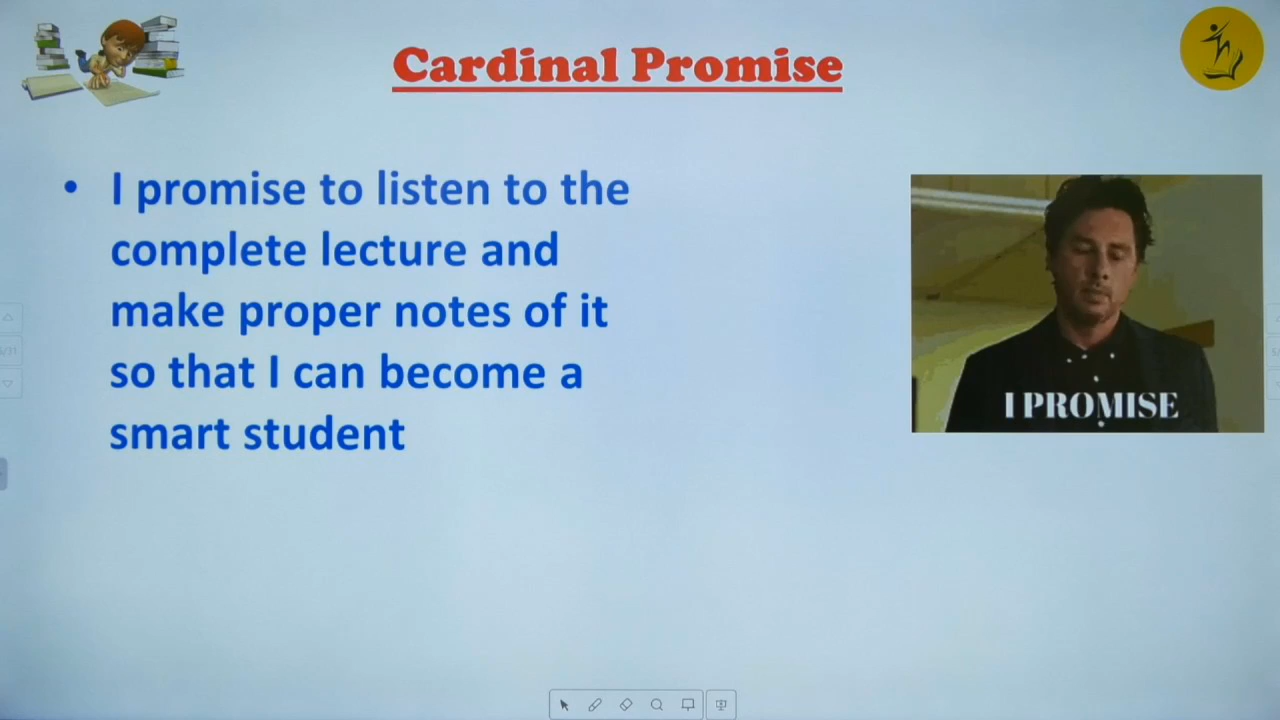 Cardinal Promise
• I promise to listen to the
complete lecture and
make proper notes of it
so that I can become a
smart student
I PROMISE